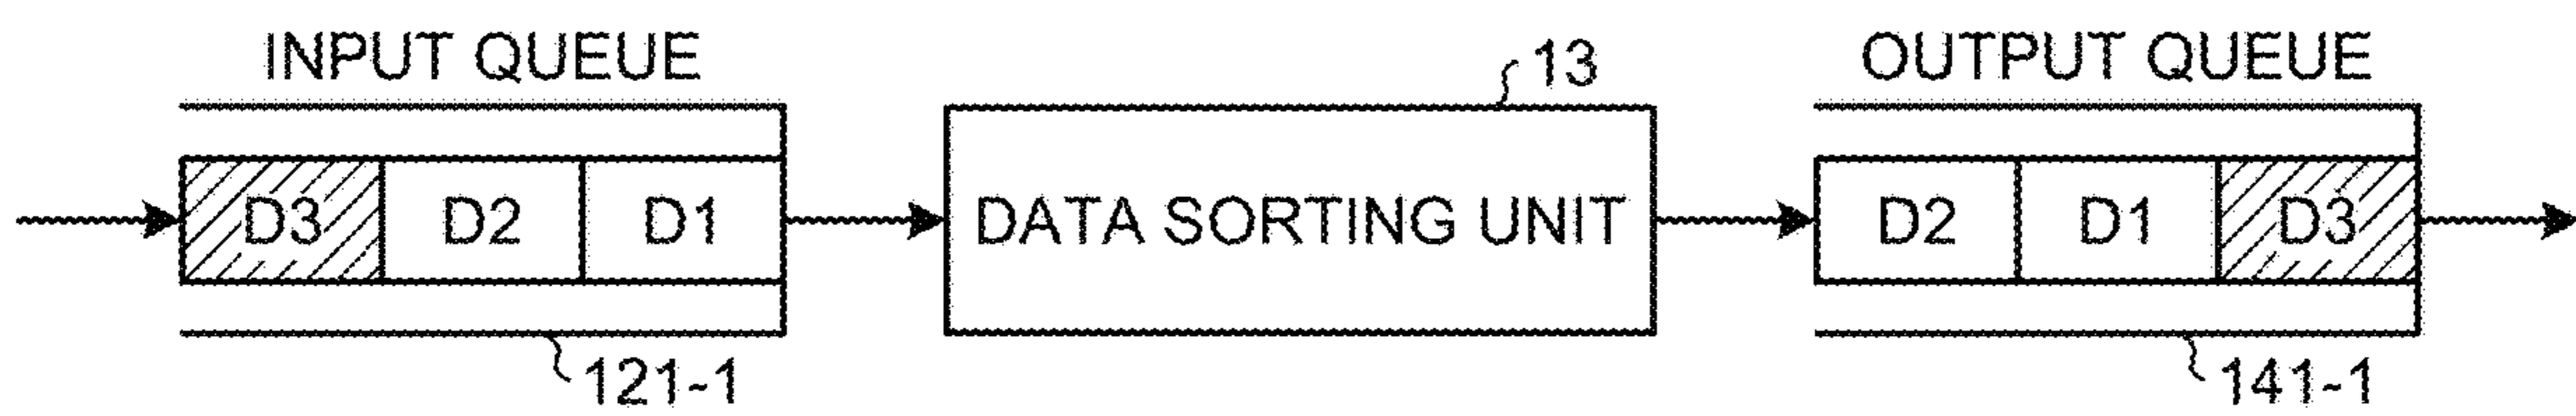 INPUT QUEUE
13
OUTPUT QUEUE
D3 D2 D1
DATA SORTING UNIT
D2 D1 D3
121-1
141-1